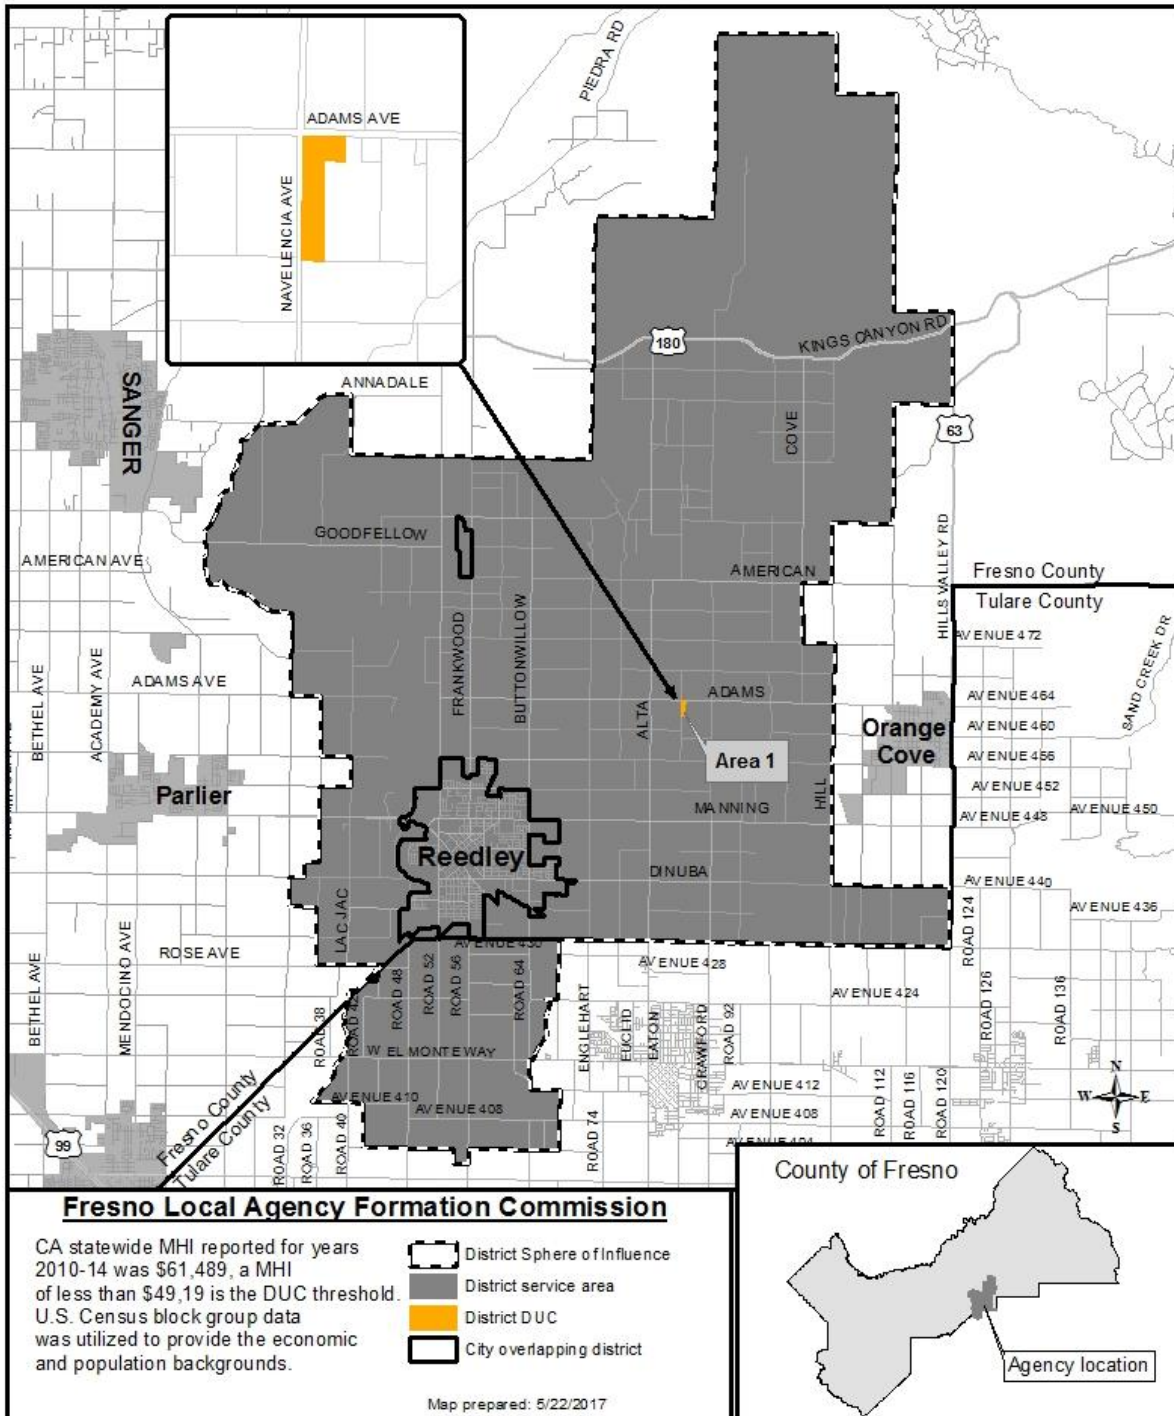 PIEDRA RD
ADAMS AVE
NAVELENCIA AVE
180
KINGS CANYON RD
ANNADALE
SANGER
COVE
63
GOODFELLOW
AMERICAN AVE
AMERICAN
HILLS VALLEY RD
Fresno County
Tulare County
AVENUE 472
SAND CREEK DR
BETHEL AVE
ACADEMY AVE
ADAMS AVE
FRANKWOOD
BUTTONWILLOW
ALTA
ADAMS
AVENUE 464
AVENUE 460
AVENUE 456
AVENUE 452
AVENUE 450
AVENUE 448
Orange
Cove
Area 1
Parlier
MANNING
HILL
Reedley
DINUBA
AVENUE 440
AVENUE 436
LAC JAC
ROSE AVE
MENDOCINO AVE
BETHEL AVE
AVENUE 430
AVENUE 428
AVENUE 424
ROAD 124
ROAD 126
ROAD 136
ROAD 38
ROAD 42
ROAD 48
ROAD 52
ROAD 56
ROAD 64
ENGLEHART
EUCLID
EATON
CRAWFORD
ROAD 92
W EL MONTE WAY
AVENUE 410
AVENUE 408
AVENUE 412
AVENUE 408
AVENUE 404
ROAD 112
ROAD 116
ROAD 120
N
W E
S
99
Fresno County
Tulare County
ROAD 32
ROAD 36
ROAD 40
ROAD 74
Fresno Local Agency Formation Commission
CA statewide MHI reported for years
2010-14 was $61,489, a MHI
of less than $49,19 is the DUC threshold.
U.S. Census block group data
was utilized to provide the economic
and population backgrounds.
District Sphere of Influence
District service area
District DUC
City overlapping district
Map prepared: 5/22/2017
County of Fresno
Agency location